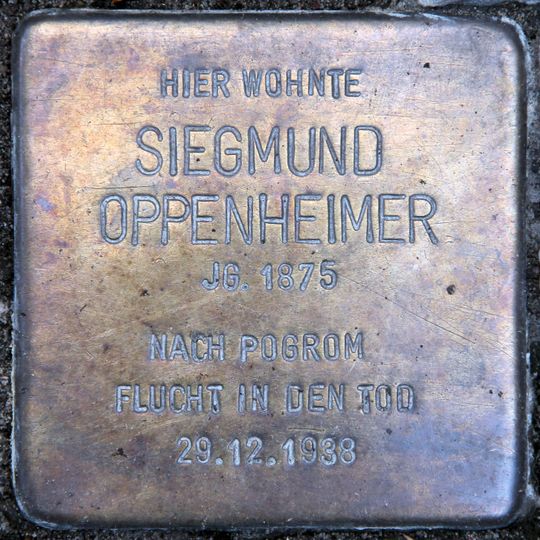 HIER WOHNTE
SIEGMUND
OPPENHEIMER
JG. 1875
NACH POGROM
FLUCHT IN DEN TOD
29.12.1938